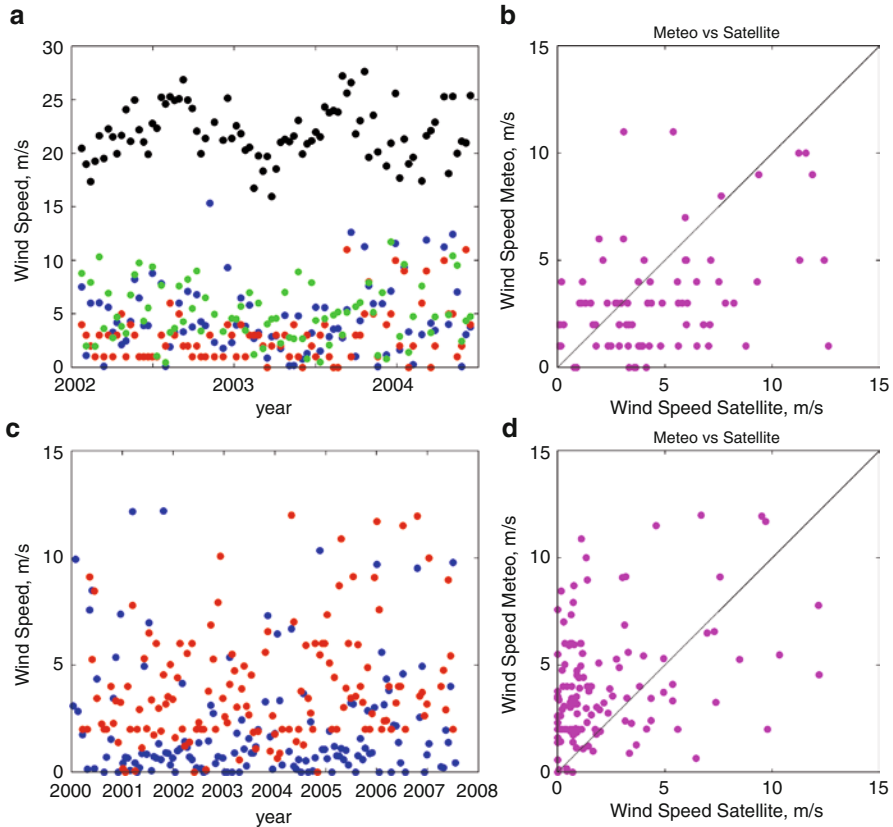 a
30
25
20
15
10
5
0
2002
2003
2004
Wind Speed, m/s
year
b
Meteo vs Satellite
15
10
5
0
0
5
10
15
Wind Speed Meteo, m/s
Wind Speed Satellite, m/s
c
15
10
5
0
2000
2001
2002
2003
2004
2005
2006
2007
2008
Wind Speed, m/s
year
d
Meteo vs Satellite
15
10
5
0
0
5
10
15
Wind Speed Meteo, m/s
Wind Speed Satellite, m/s